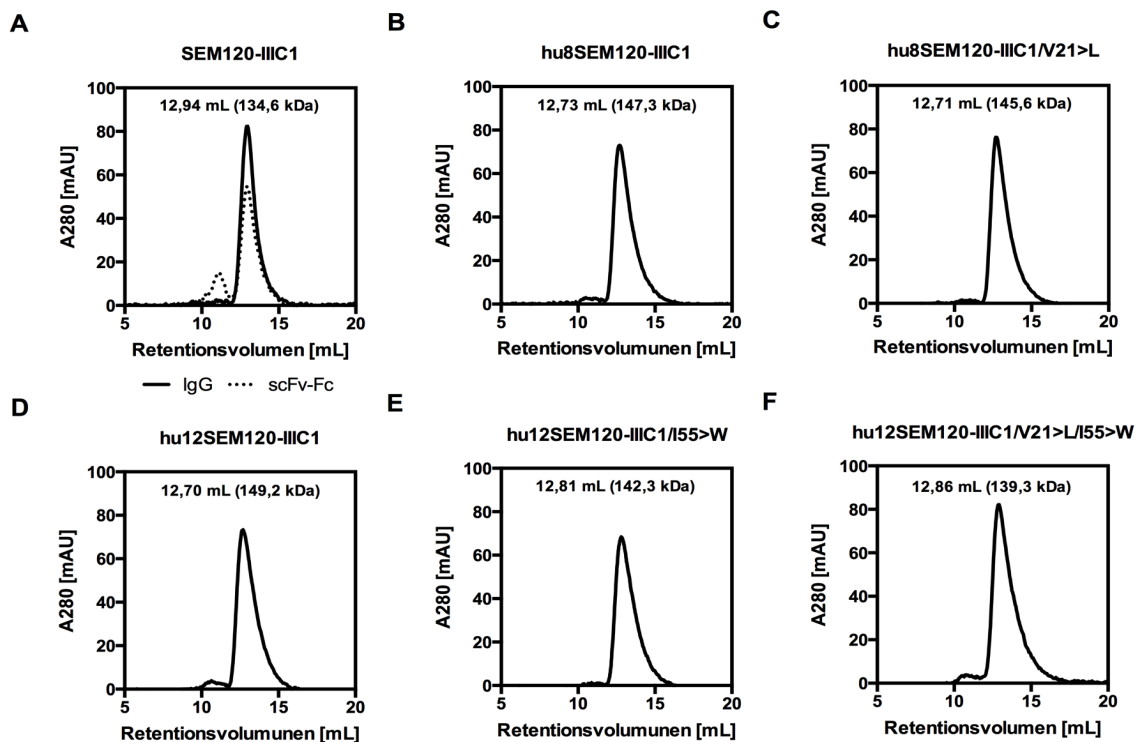 A
SEM120-IIIC1
12,94 mL (134,6 kDa)
A280 [mAU]
100
80
60
40
20
0
5 10 15 20
Retentionsvolumunen [mL]
IgG scFv-Fc
B
hu8SEM120-IIIC1
12,73 mL (147,3 kDa)
A280 [mAU]
100
80
60
40
20
0
5 10 15 20
Retentionsvolumunen [mL]
C
hu8SEM120-IIIC1/V21>L
12,71 mL (145,6 kDa)
A280 [mAU]
100
80
60
40
20
0
5 10 15 20
Retentionsvolumunen [mL]
D
hu12SEM120-IIIC1
12,70 mL (149,2 kDa)
A280 [mAU]
100
80
60
40
20
0
5 10 15 20
Retentionsvolumunen [mL]
E
hu12SEM120-IIIC1/I55>W
12,81 mL (142,3 kDa)
A280 [mAU]
100
80
60
40
20
0
5 10 15 20
Retentionsvolumunen [mL]
F
hu12SEM120-IIIC1/V21>L/I55>W
12,86 mL (139,3 kDa)
A280 [mAU]
100
80
60
40
20
0
5 10 15 20
Retentionsvolumunen [mL]